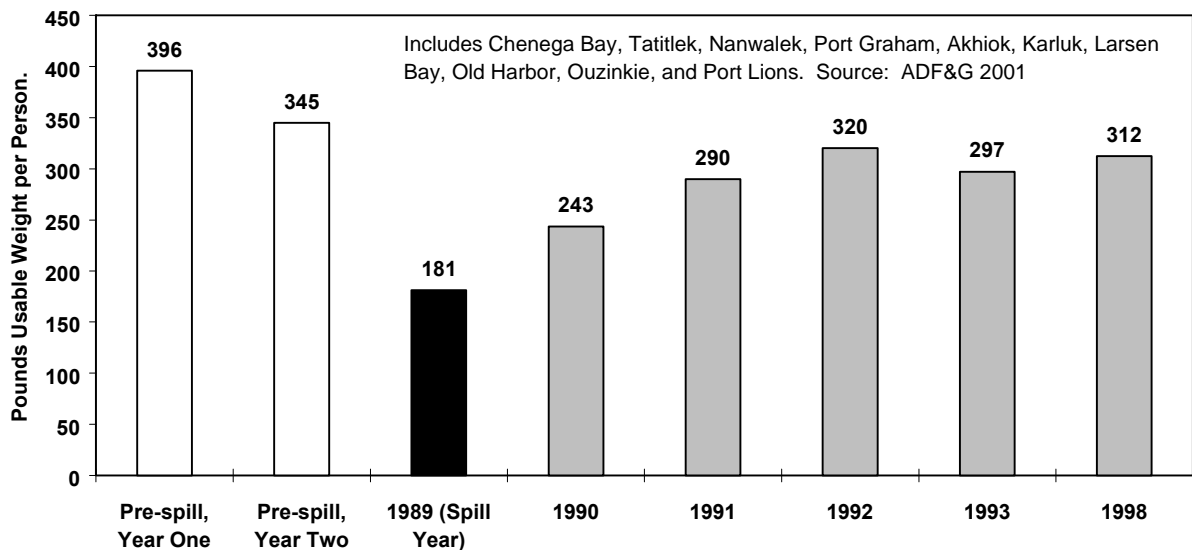 Pounds Usable Weight per Person.
450
400
350
300
250
200
150
100
50
0
Includes Chenega Bay, Tatitlek, Nanwalek, Port Graham, Akhiok, Karluk, Larsen
Bay, Old Harbor, Ouzinkie, and Port Lions.  Source:  ADF&G 2001
396
345
181
243
290
320
297
312
Pre-spill,
Year One
Pre-spill,
Year Two
1989 (Spill
Year)
1990
1991
1992
1993
1998